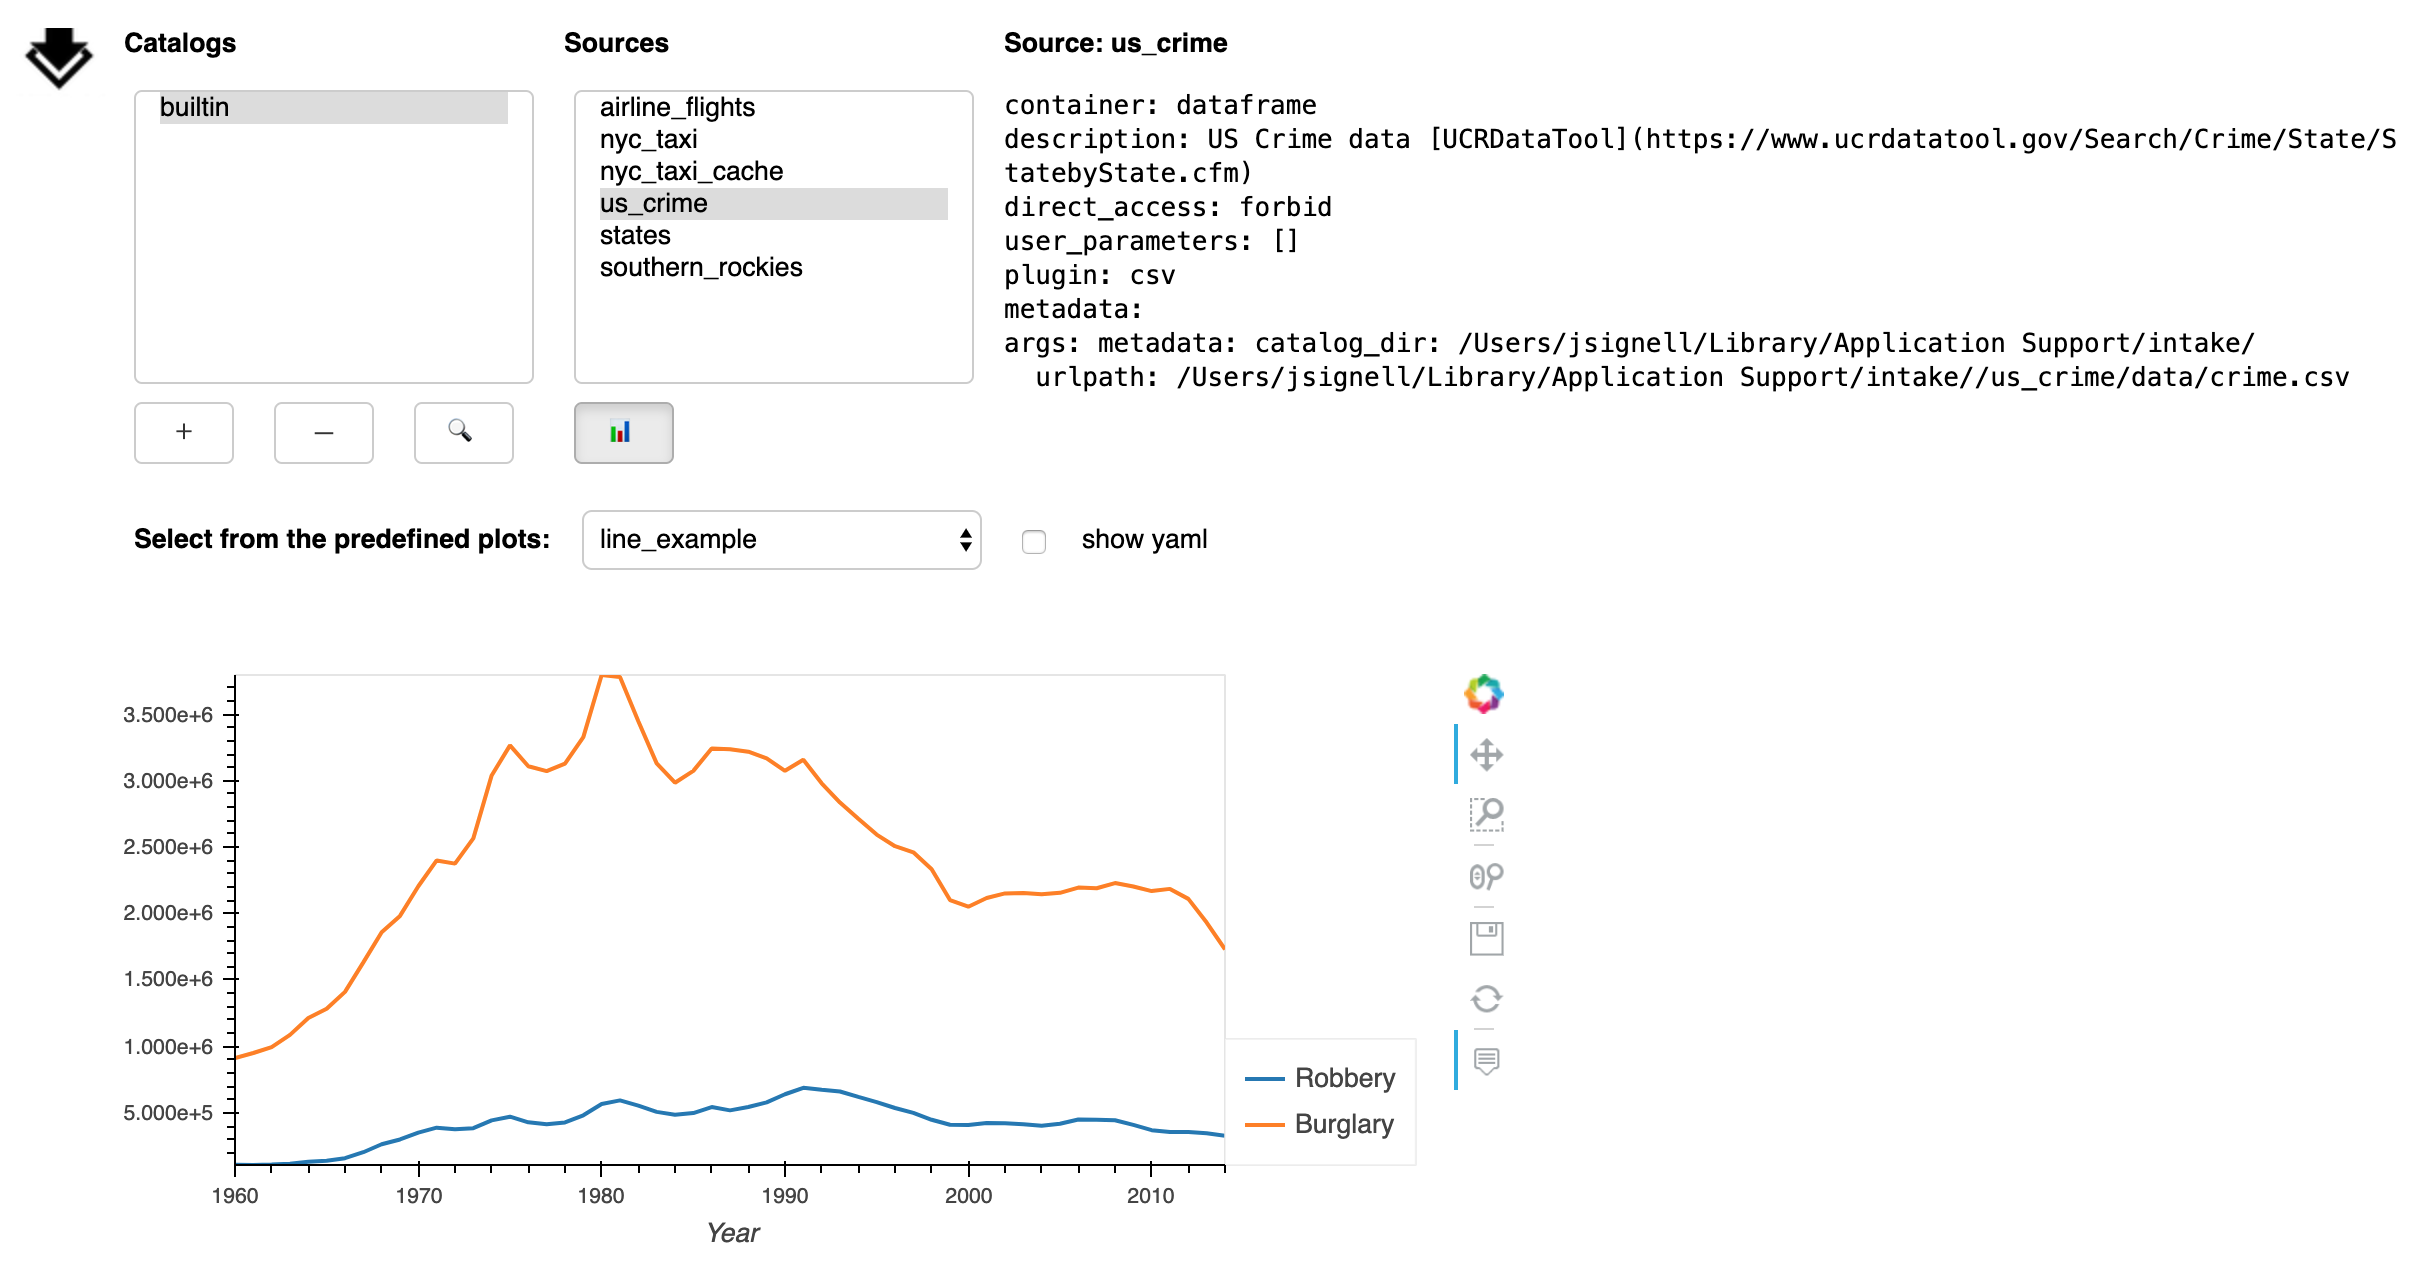 Catalogs
Sources
Source: us_crime
builtin
airline_flights
nyc_taxi
nyc_taxi_cache
us_crime
states
southern_rockies
container: dataframe
description: US Crime data [UCRDataTool](https://www.ucrdatatool.gov/Search/Crime/State/S
tatebyState.cfm)
direct_access: forbid
user_parameters: []
plugin: csv
metadata:
args: metadata: catalog_dir: /Users/jsignell/Library/Application Support/intake/
urlpath: /Users/jsignell/Library/Application Support/intake//us_crime/data/crime.csv
+
–
Select from the predefined plots:
line_example
show yaml
3.500e+6
3.000e+6
2.500e+6
2.000e+6
1.500e+6
1.000e+6
5.000e+5
1960
1970
1980
1990
2000
2010
Year
Robbery
Burglary